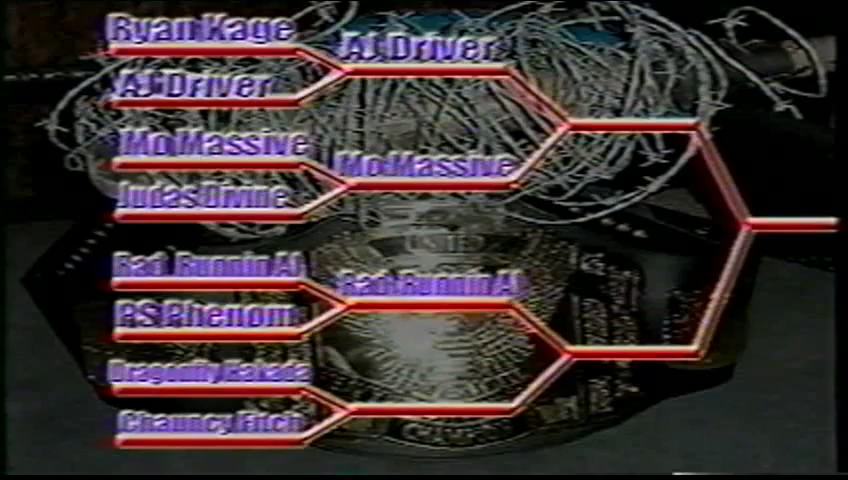 Ryan Kage
AJ Driver
AJ Driver
Mo Massive
Mo Massive
Judas Divine
Rad Runnin Al
Rad Runnin Al
RS Phenom
Dragonfly Nakada
Chauncy Fitch